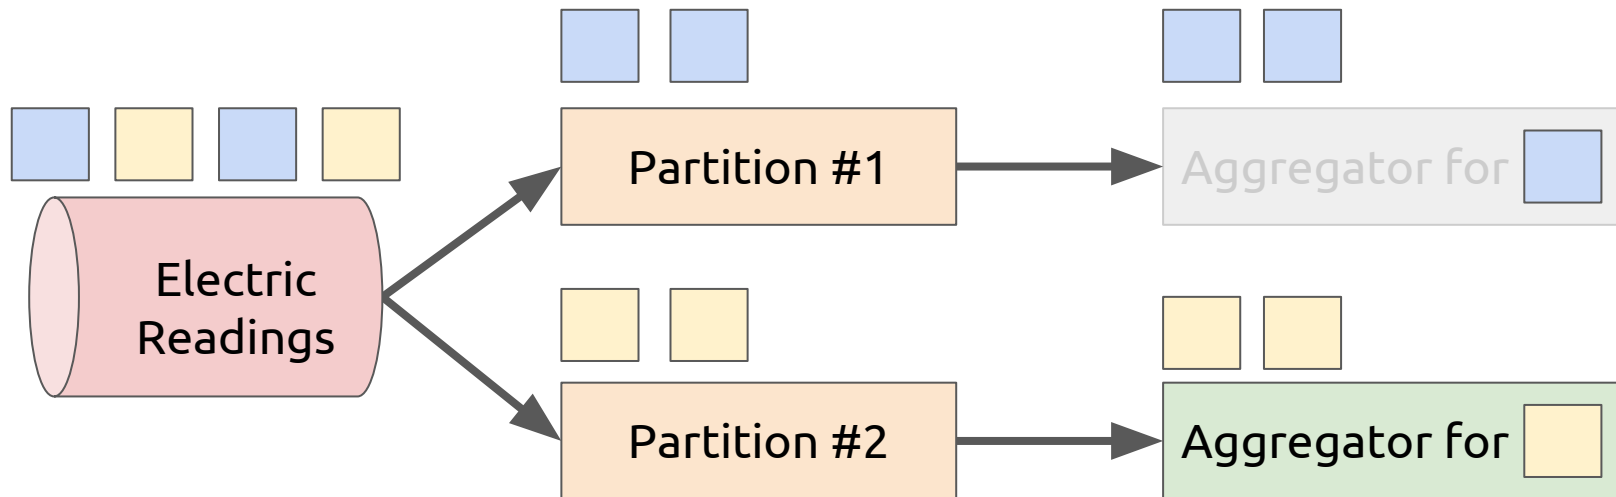 Electric
Readings
Partition #1
Aggregator for
Partition #2
Aggregator for